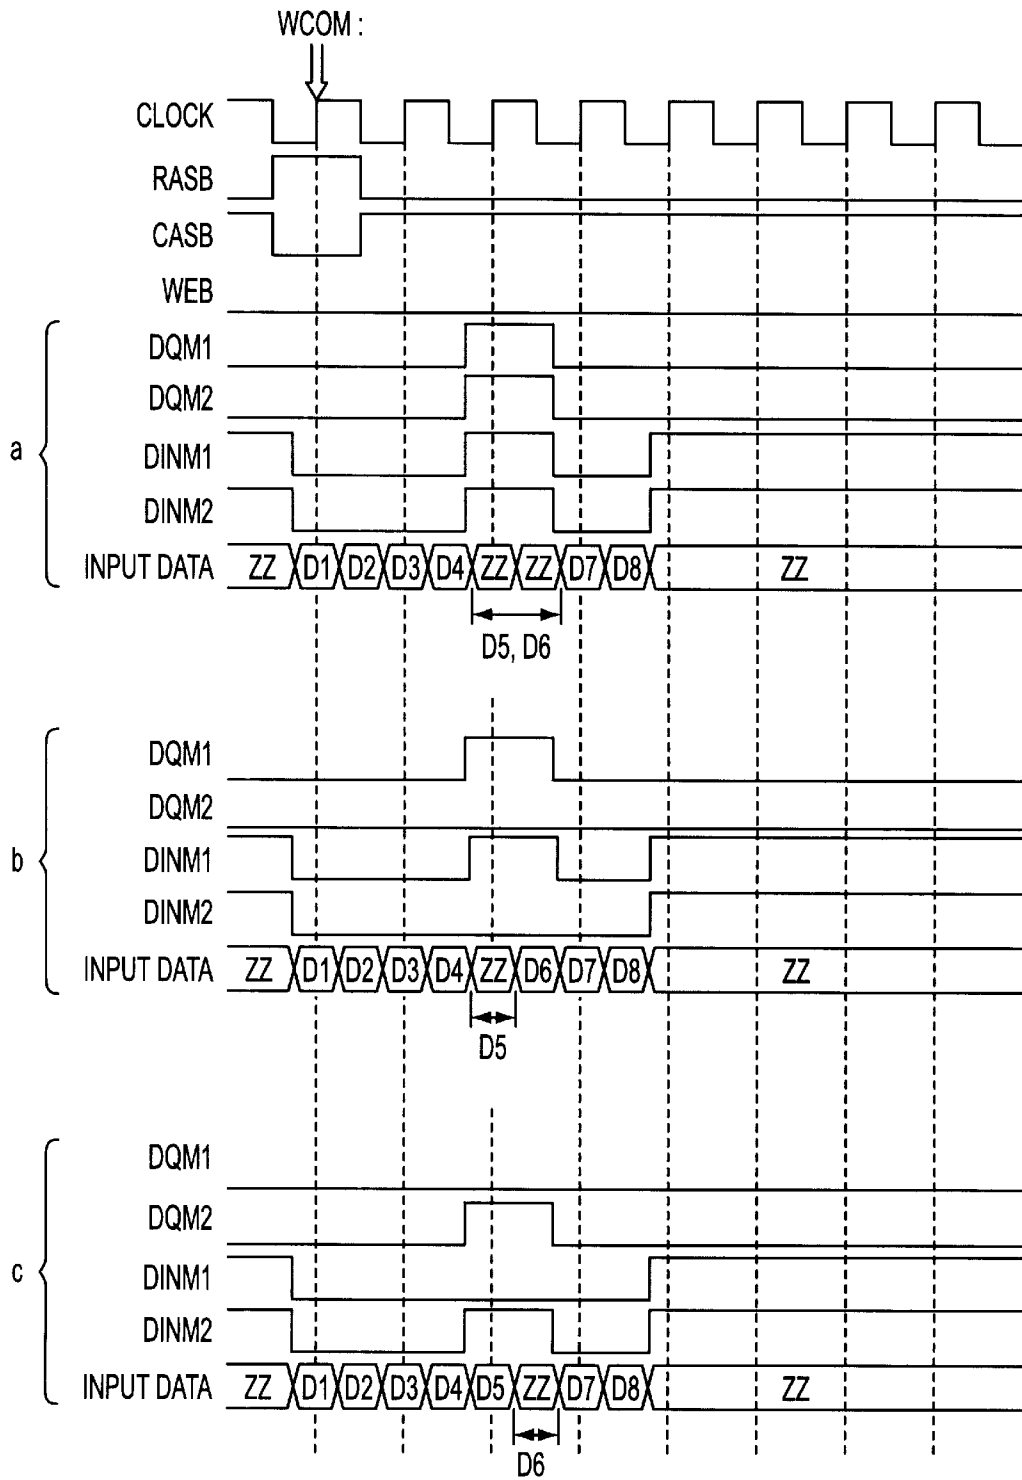 WCOM :
CLOCK
RASB
CASB
WEB
a
DQM1
DQM2
DINM1
DINM2
INPUT DATA ZZ D1 D2 D3 D4 ZZ ZZ D7 D8 ZZ
D5, D6
b
DQM1
DQM2
DINM1
DINM2
INPUT DATA ZZ D1 D2 D3 D4 ZZ D6 D7 D8 ZZ
D5
c
DQM1
DQM2
DINM1
DINM2
INPUT DATA ZZ D1 D2 D3 D4 D5 ZZ D7 D8 ZZ
D6